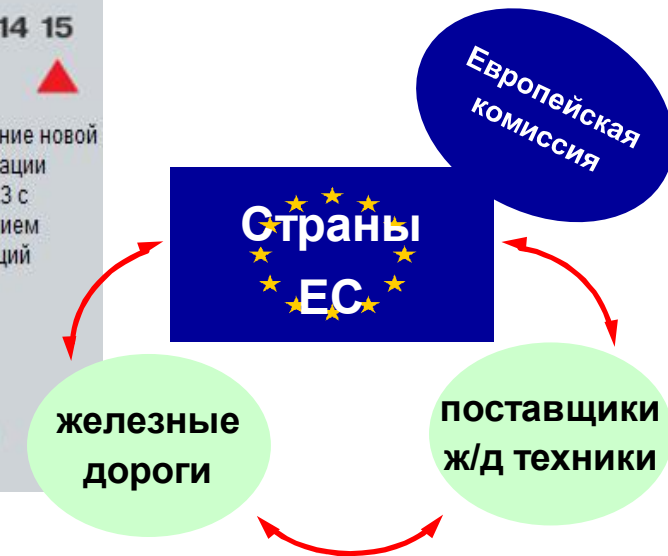 14 15
ние новой
ации
3 с
ием
ций
Европейская
комиссия
Страны
ЕС
железные
дороги
поставщики
ж/д техники